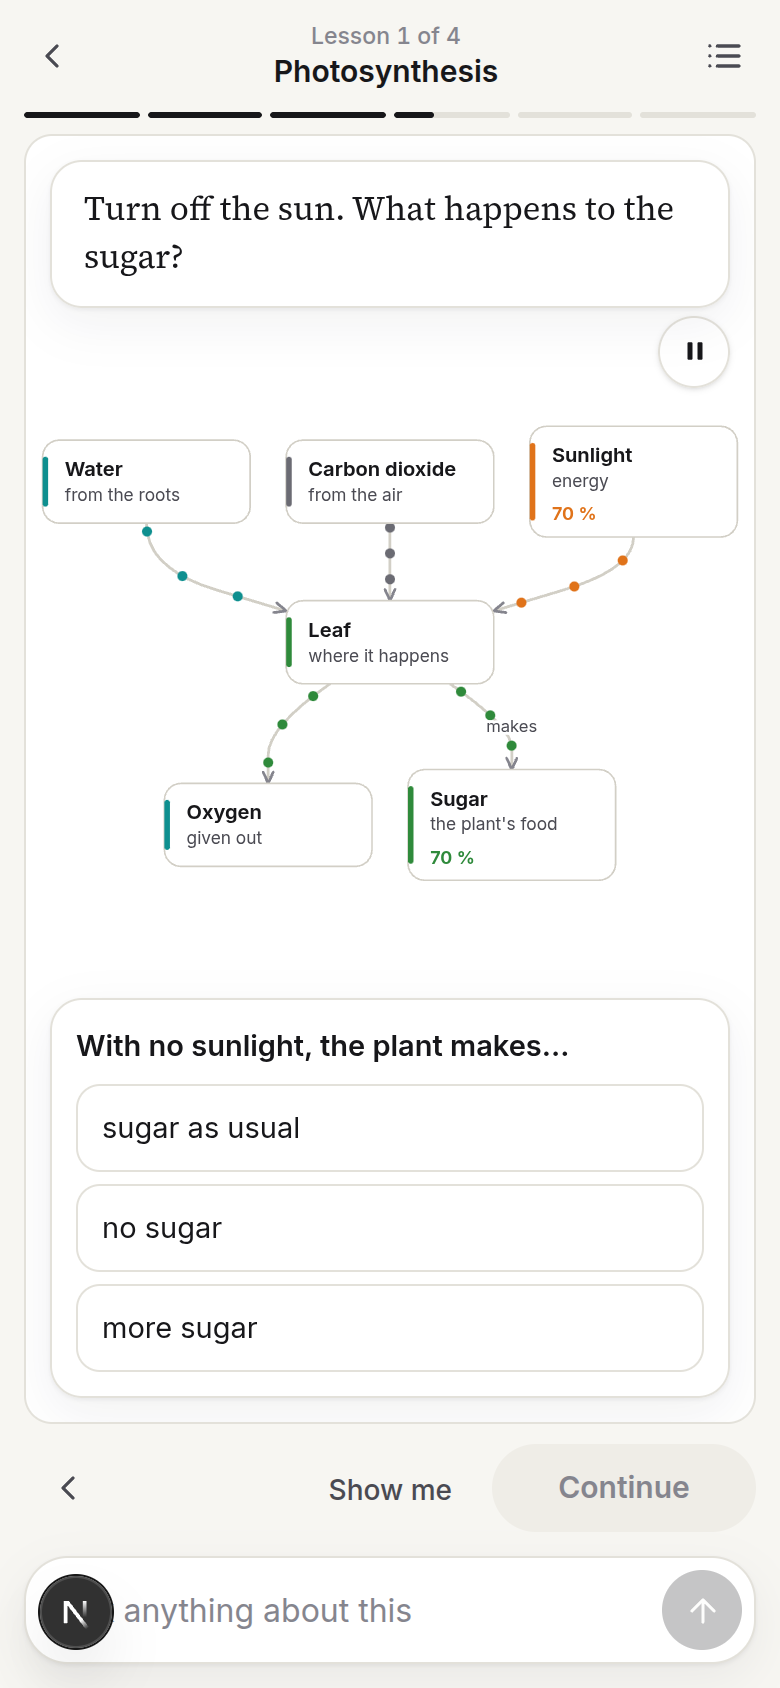 Lesson 1 of 4
Photosynthesis
Turn off the sun. What happens to the
sugar?
Water
from the roots
Carbon dioxide
from the air
Sunlight
energy
70 %
Leaf
where it happens
makes
Oxygen
given out
Sugar
the plant's food
70 %
With no sunlight, the plant makes...
sugar as usual
no sugar
more sugar
Show me
Continue
N
anything about this